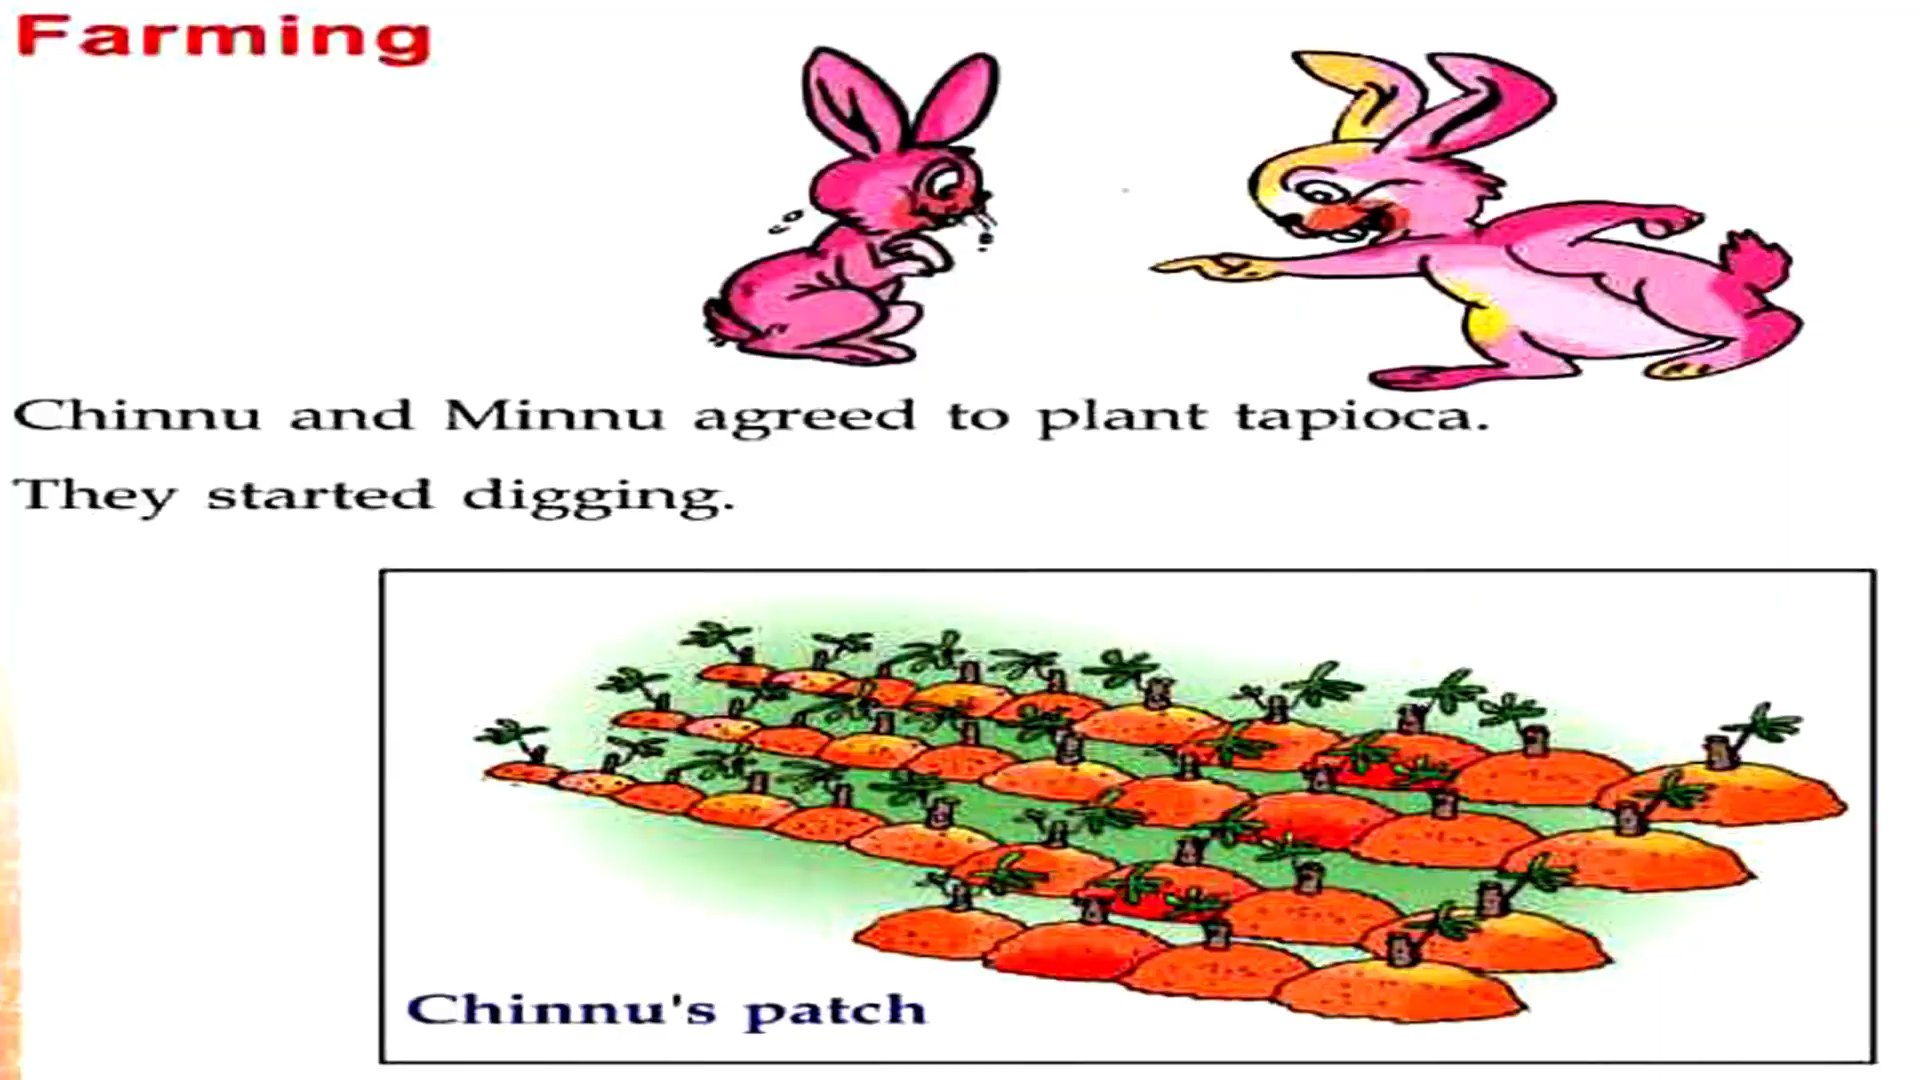 Farming
Chinnu and Minnu agreed to plant tapioca.
They started digging.
Chinnu's patch